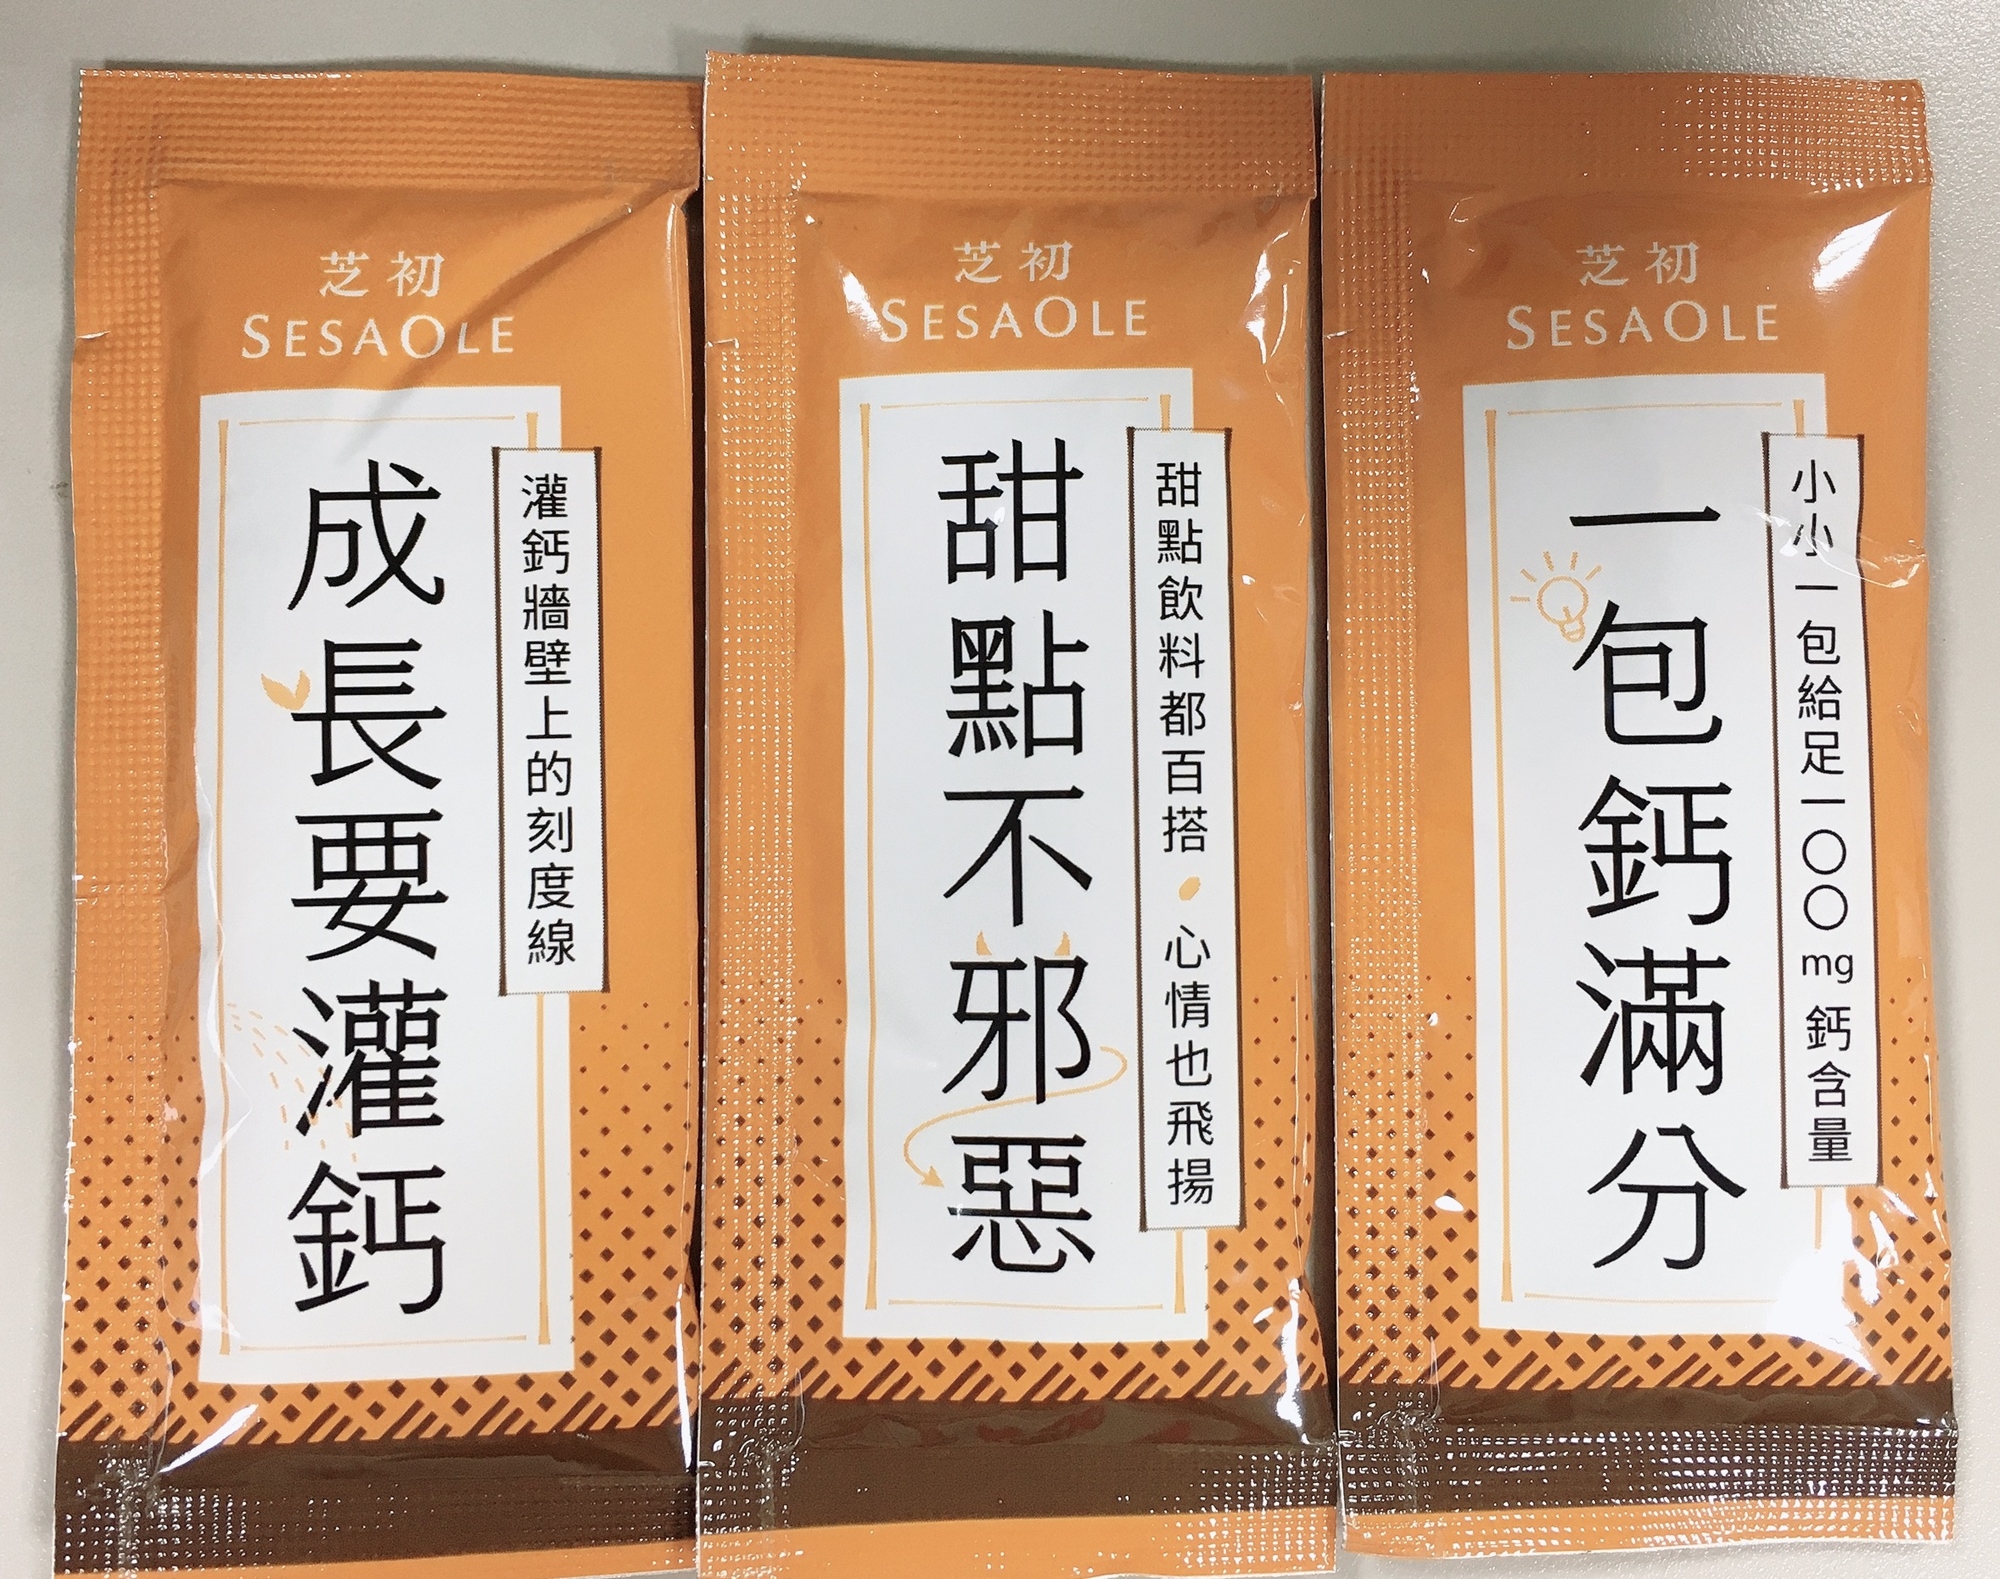 芝初
SESAOLE
成長要灌鈣
灌鈣牆壁上的刻度線
芝初
SESAOLE
甜點不邪惡
甜點飲料都百搭 心情也飛揚
芝初
SESAOLE
一包鈣滿分
小小一包給足一〇〇mg鈣含量